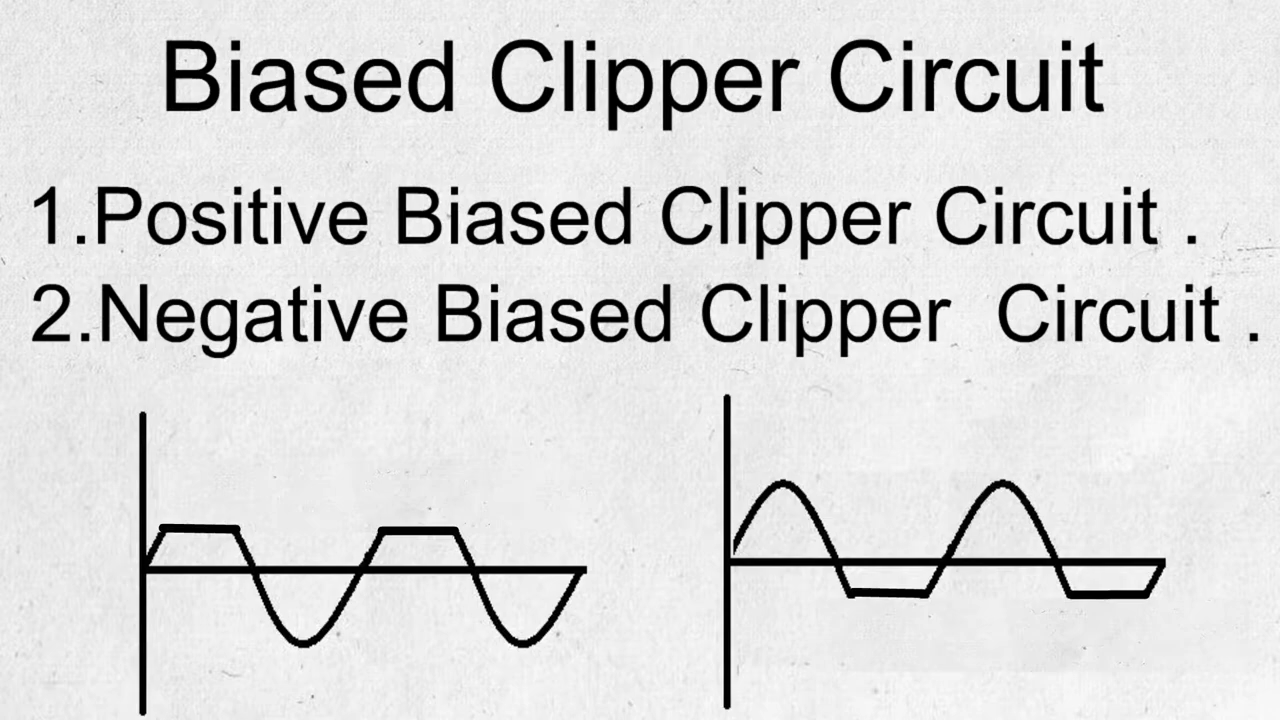 Biased Clipper Circuit
1.Positive Biased Clipper Circuit .
2.Negative Biased Clipper Circuit .